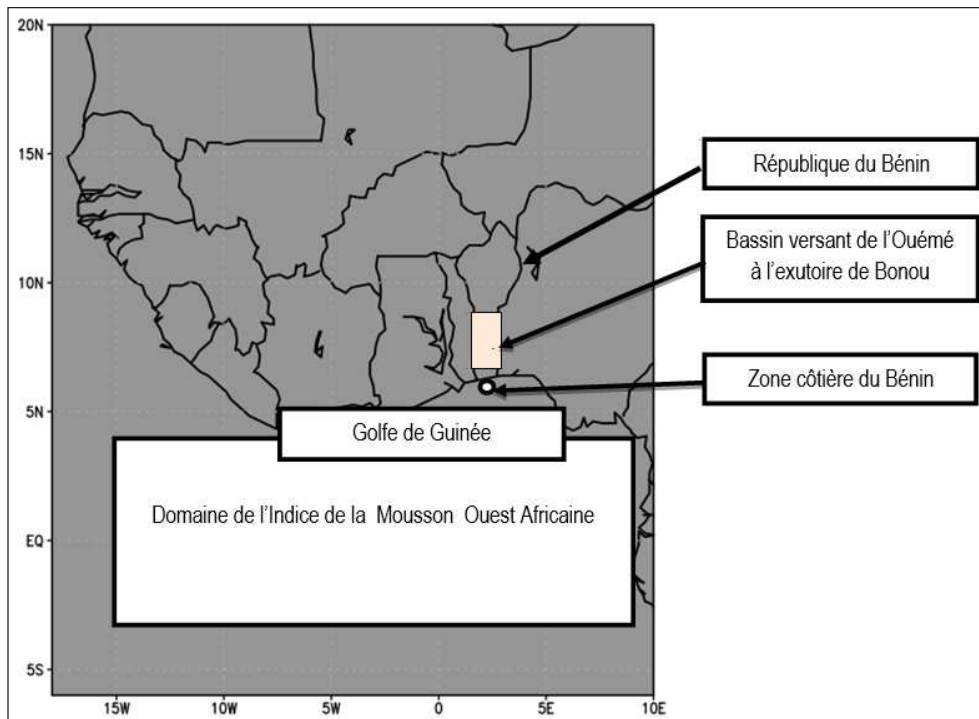 20N
15N
10N
5N
EQ
5S
15W
10W
5W
0
5E
10E
République du Bénin
Bassin versant de l'Ouémé
à l'exutoire de Bonou
Zone côtière du Bénin
Golfe de Guinée
Domaine de l'Indice de la Mousson Ouest Africaine